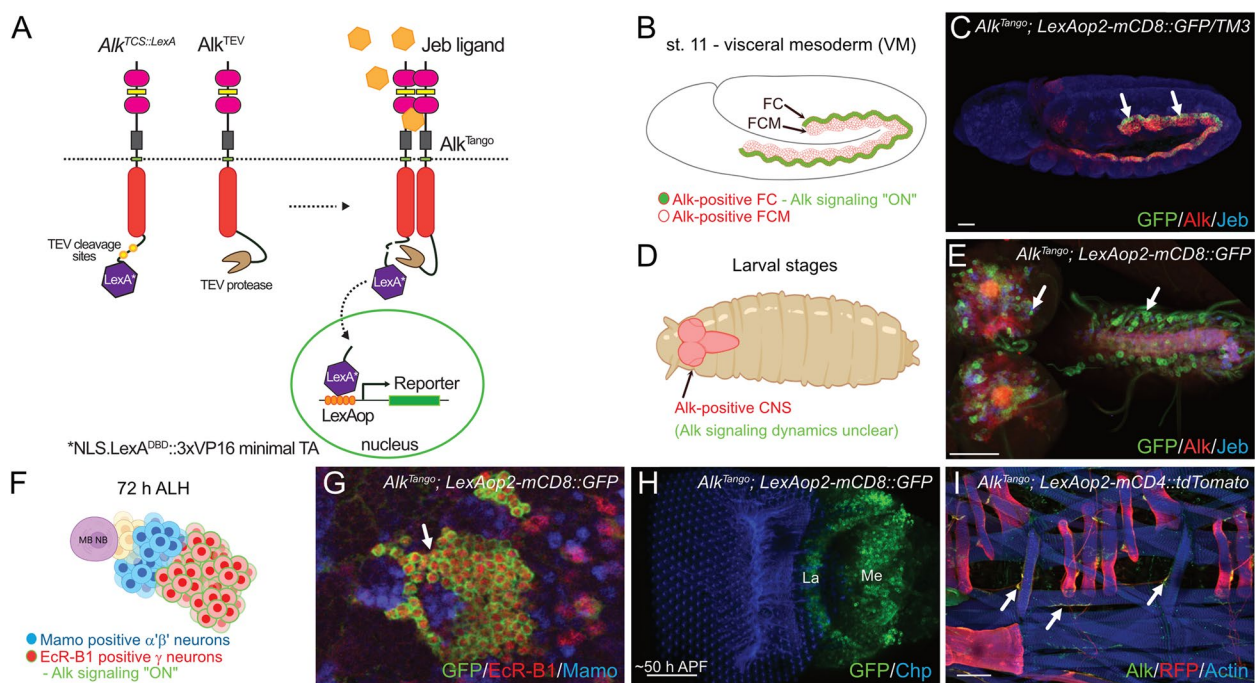 A
Alk^TCS::LexA
Alk^TEV
Jeb ligand
Alk^Tango
TEV cleavage
sites
LexA*
TEV protease
LexA*
LexA*
Reporter
LexAop
nucleus
*NLS.LexA^DBD::3xVP16 minimal TA
B
st. 11 - visceral mesoderm (VM)
FC
FCM
Alk-positive FC - Alk signaling "ON"
Alk-positive FCM
C
Alk^Tango; LexAop2-mCD8::GFP/TM3
GFP/Alk/Jeb
D
Larval stages
Alk-positive CNS
(Alk signaling dynamics unclear)
E
Alk^Tango; LexAop2-mCD8::GFP
GFP/Alk/Jeb
F
72 h ALH
MB NB
Mamo positive α'β' neurons
EcR-B1 positive γ neurons
- Alk signaling "ON"
G
Alk^Tango; LexAop2-mCD8::GFP
GFP/EcR-B1/Mamo
H
Alk^Tango; LexAop2-mCD8::GFP
La
Me
~50 h APF
GFP/Chp
I
Alk^Tango; LexAop2-mCD4::tdTomato
Alk/RFP/Actin